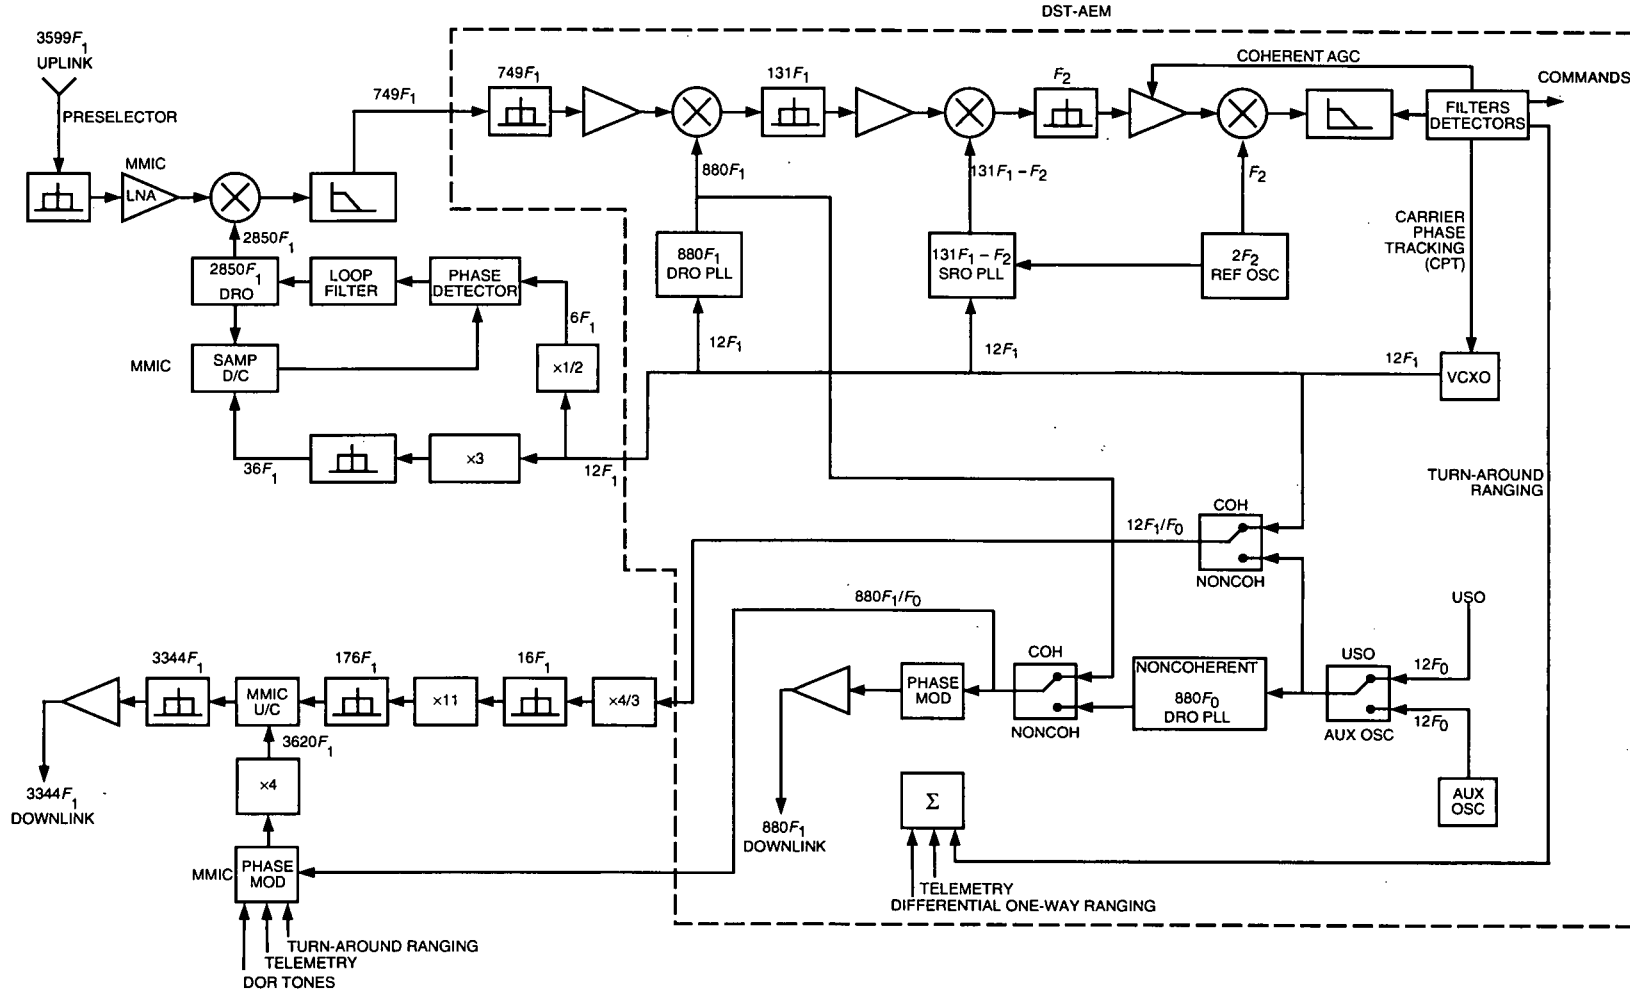 DST-AEM
3599F1
UPLINK
PRESELECTOR
749F1
749F1
131F1
F2
COHERENT AGC
COMMANDS
FILTERS
DETECTORS
MMIC
LNA
880F1
131F1 – F2
F2
CARRIER
PHASE
TRACKING
(CPT)
2850F1
2850F1
DRO
LOOP
FILTER
PHASE
DETECTOR
880F1
DRO PLL
131F1 – F2
SRO PLL
2F2
REF OSC
6F1
MMIC
SAMP
D/C
×1/2
12F1
12F1
12F1
VCXO
36F1
×3
12F1
TURN-AROUND
RANGING
COH
12F1/F0
NONCOH
880F1/F0
USO
3344F1
176F1
16F1
COH
USO
12F0
MMIC
U/C
×11
×4/3
PHASE
MOD
NONCOHERENT
880F0
DRO PLL
12F0
NONCOH
AUX OSC
3620F1
×4
3344F1
DOWNLINK
880F1
DOWNLINK
Σ
AUX
OSC
MMIC
PHASE
MOD
TELEMETRY
DIFFERENTIAL ONE-WAY RANGING
TURN-AROUND RANGING
TELEMETRY
DOR TONES